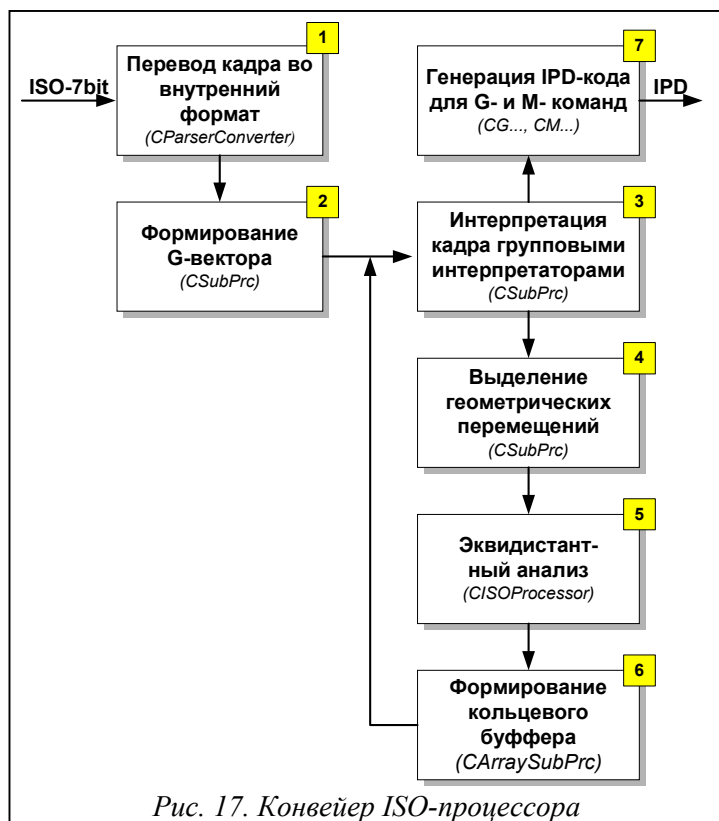 1
ISO-7bit
Перевод кадра во
внутренний
формат
(CParserConverter)
2
Формирование
G-вектора
(CSubPrc)
7
Генерация IPD-кода
для G- и M- команд
(CG..., CM...)
IPD
3
Интерпретация
кадра групповыми
интерпретаторами
(CSubPrc)
4
Выделение
геометрических
перемещений
(CSubPrc)
5
Эквидистант-
ный анализ
(CISOProcessor)
6
Формирование
кольцевого
буффера
(CArraySubPrc)
Рис. 17. Конвейер ISO-процессора